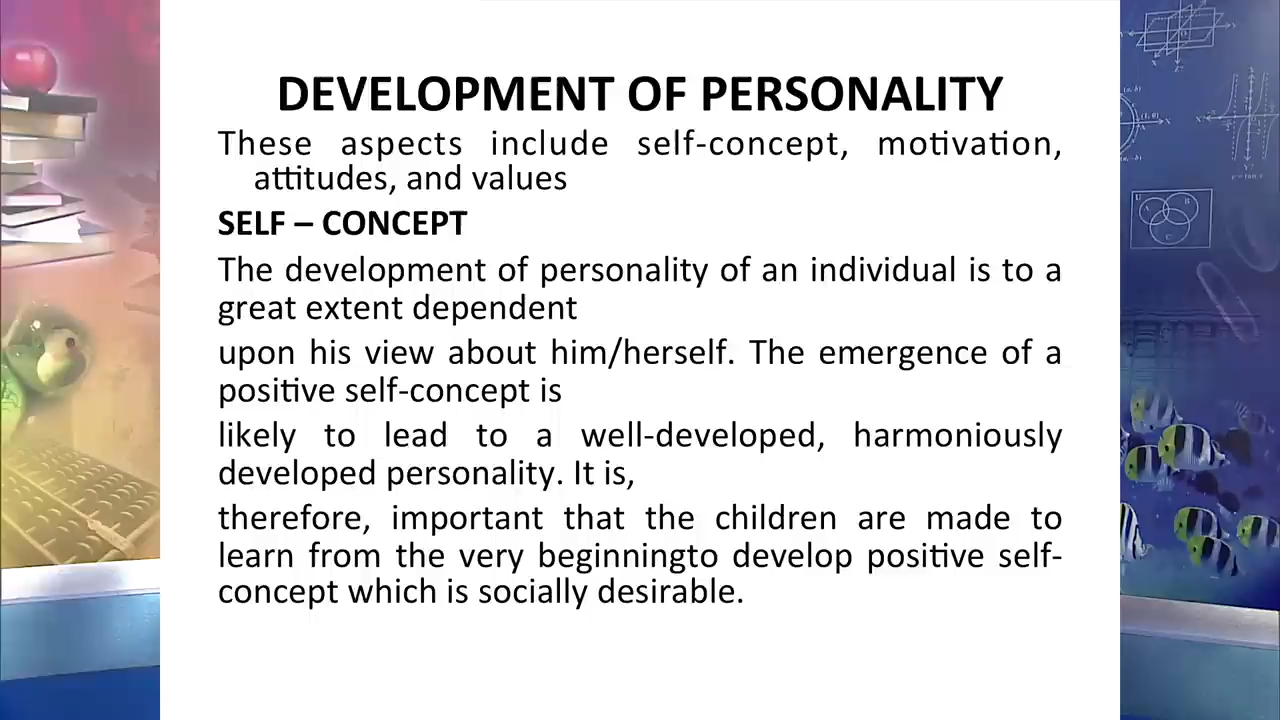 DEVELOPMENT OF PERSONALITY
These aspects include self-concept, motivation,
attitudes, and values
SELF – CONCEPT
The development of personality of an individual is to a
great extent dependent
upon his view about him/herself. The emergence of a
positive self-concept is
likely to lead to a well-developed, harmoniously
developed personality. It is,
therefore, important that the children are made to
learn from the very beginningto develop positive self-
concept which is socially desirable.